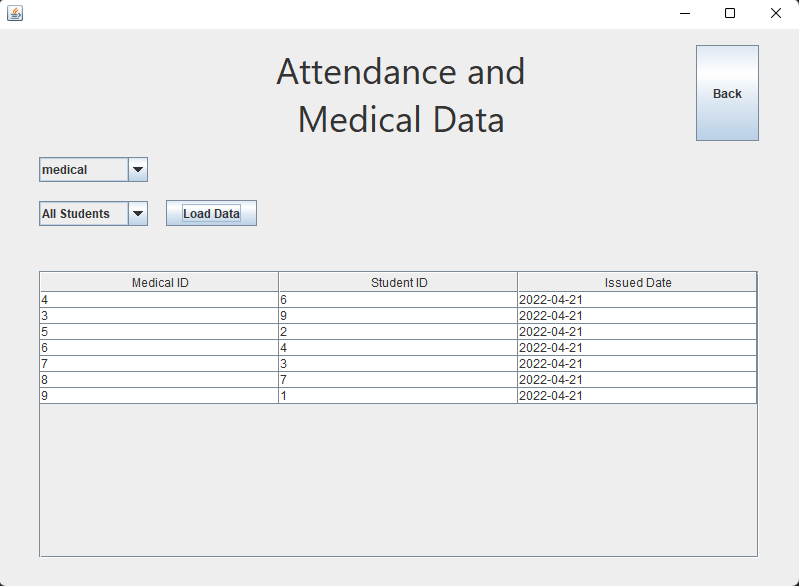 Attendance and
Medical Data
Back
medical
All Students Load Data
Medical ID Student ID Issued Date
4 6 2022-04-21
3 9 2022-04-21
5 2 2022-04-21
6 4 2022-04-21
7 3 2022-04-21
8 7 2022-04-21
9 1 2022-04-21